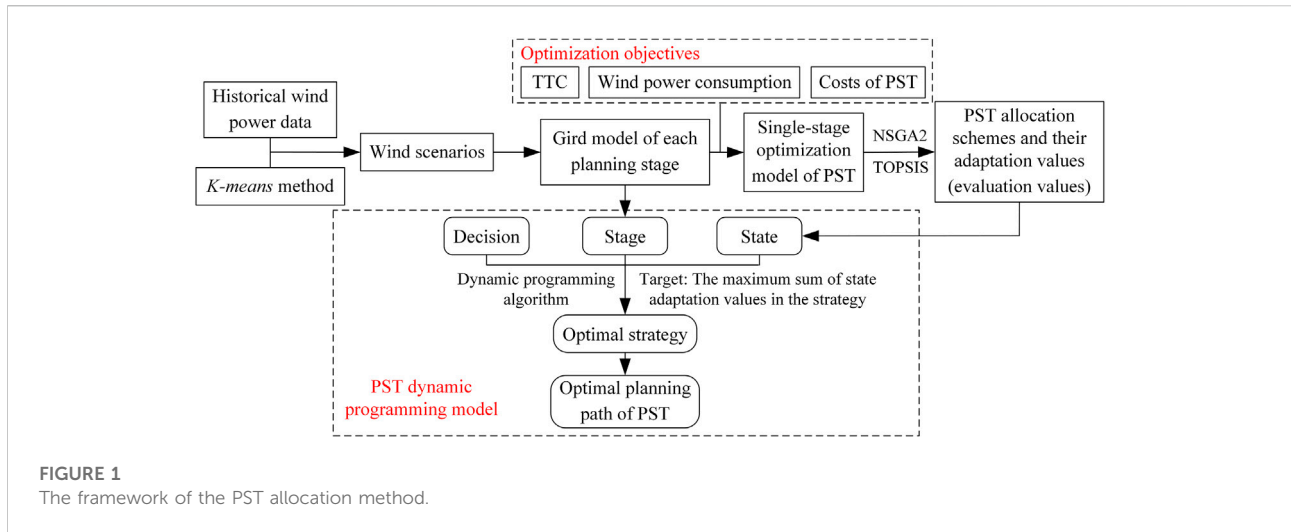 Optimization objectives
TTC
Wind power consumption
Costs of PST
Historical wind
power data
K-means method
Wind scenarios
Gird model of each
planning stage
Single-stage
optimization
model of PST
NSGA2
TOPSIS
PST allocation
schemes and their
adaptation values
(evaluation values)
Decision
Stage
State
Dynamic programming
algorithm
Target: The maximum sum of state
adaptation values in the strategy
Optimal strategy
Optimal planning
path of PST
PST dynamic
programming model
FIGURE 1
The framework of the PST allocation method.